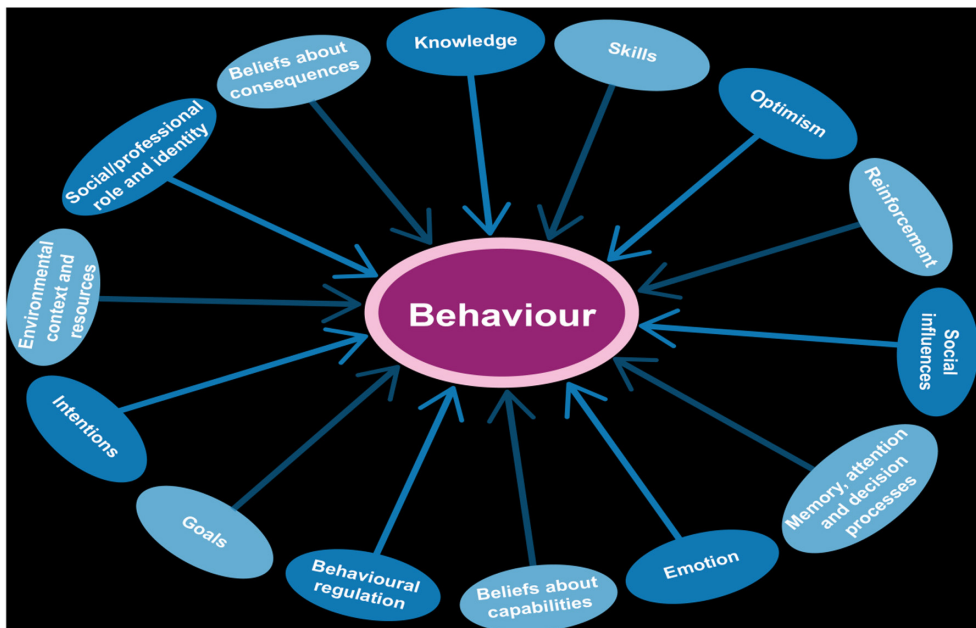 Knowledge
Skills
Optimism
Reinforcement
Social
influences
Memory, attention
and decision
processes
Emotion
Beliefs about
capabilities
Behavioural
regulation
Goals
Intentions
Environmental
context and
resources
Social/professional
role and identity
Beliefs about
consequences
Behaviour